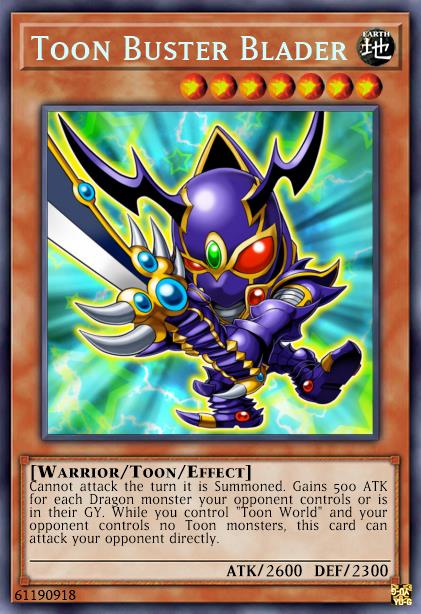 TOON BUSTER BLADER
EARTH
地
[WARRIOR/TOON/EFFECT]
Cannot attack the turn it is Summoned. Gains 500 ATK
for each Dragon monster your opponent controls or is
in their GY. While you control "Toon World" and your
opponent controls no Toon monsters, this card can
attack your opponent directly.
ATK/2600 DEF/2300
61190918